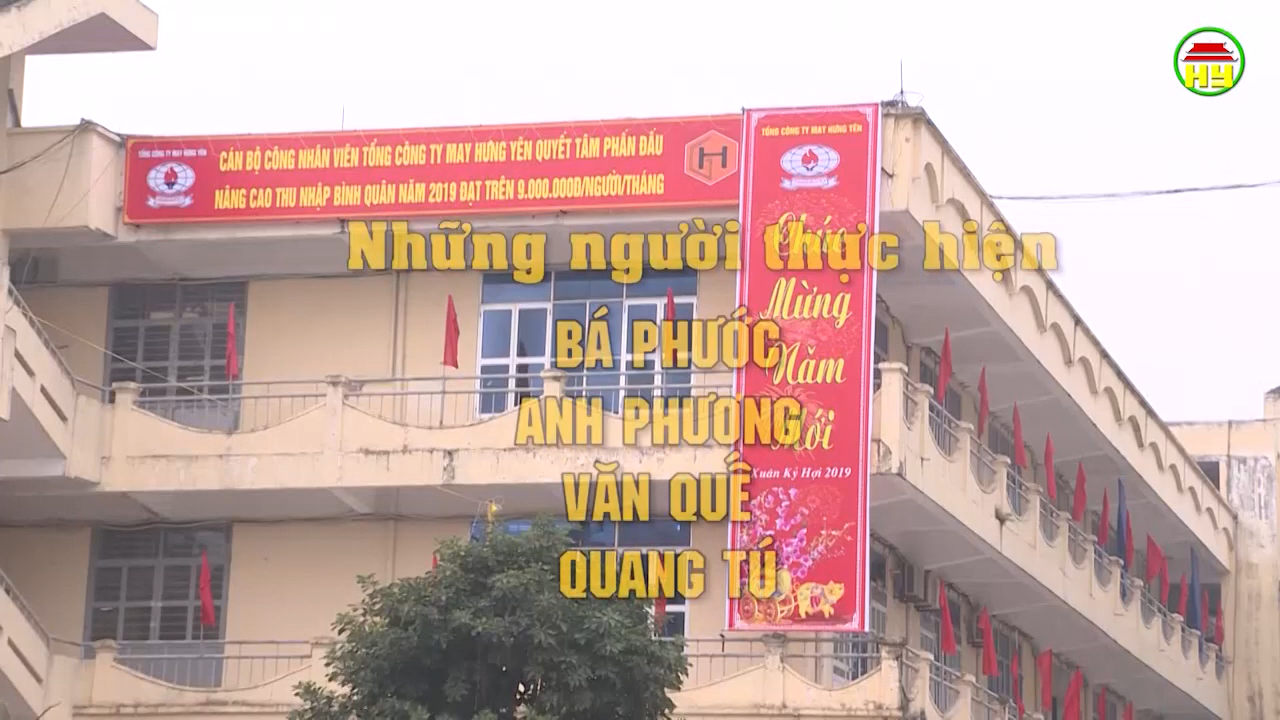 HY
TỔNG CÔNG TY MAY HƯNG YÊN
CÁN BỘ CÔNG NHÂN VIÊN TỔNG CÔNG TY MAY HƯNG YÊN QUYẾT TÂM PHẤN ĐẤU
NÂNG CAO THU NHẬP BÌNH QUÂN NĂM 2019 ĐẠT TRÊN 9.000.000Đ/NGƯỜI/THÁNG
H
TỔNG CÔNG TY MAY HƯNG YÊN
Chúc
Mừng
Năm
Mới
Xuân Kỷ Hợi 2019
Những người thực hiện
BÁ PHƯỚC
ANH PHƯƠNG
VĂN QUẾ
QUANG TÚ